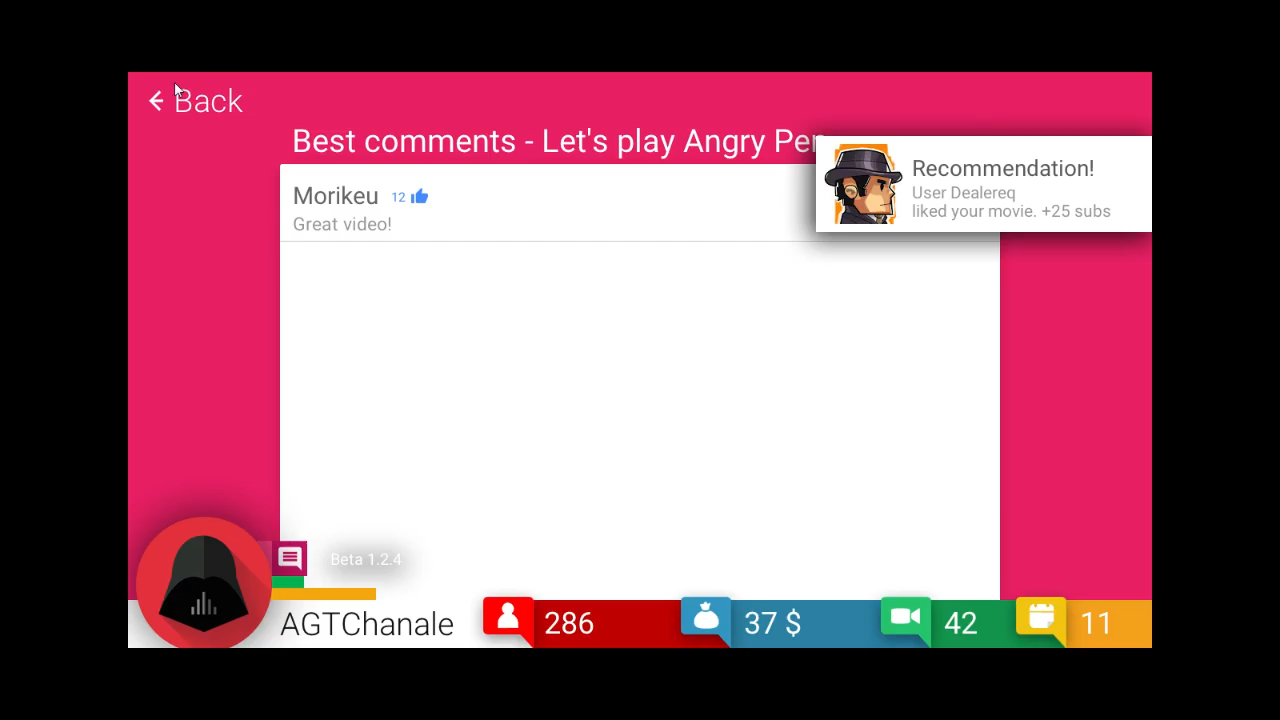 Back
Best comments - Let's play Angry Pen
Recommendation!
User Dealereq
liked your movie. +25 subs
Morikeu 12
Great video!
Beta 1.2.4
AGTChanale 286 37 $ 42 11